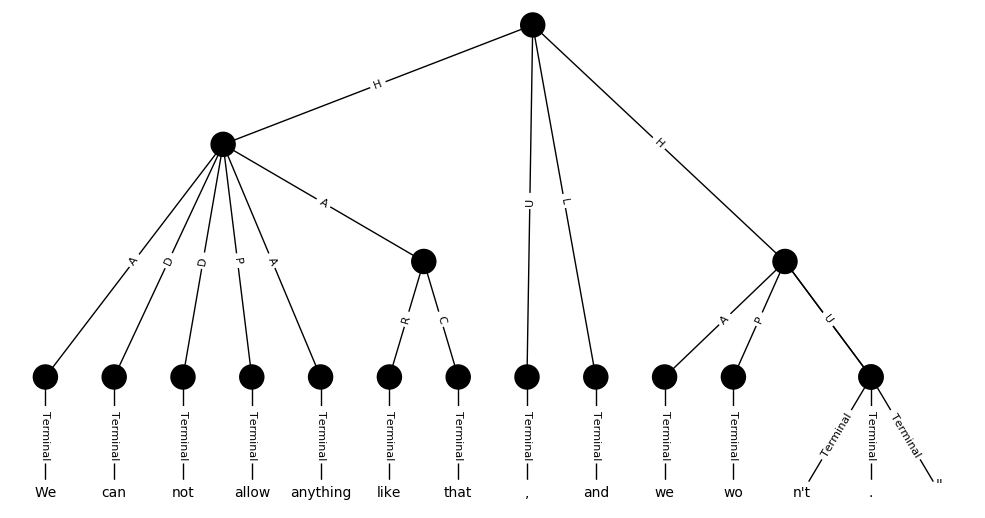 H
H
U
L
A
D
D
P
A
A
R
C
A
P
U
Terminal Terminal Terminal Terminal Terminal Terminal Terminal Terminal Terminal Terminal Terminal Terminal Terminal Terminal
We can not allow anything like that , and we wo n't . "